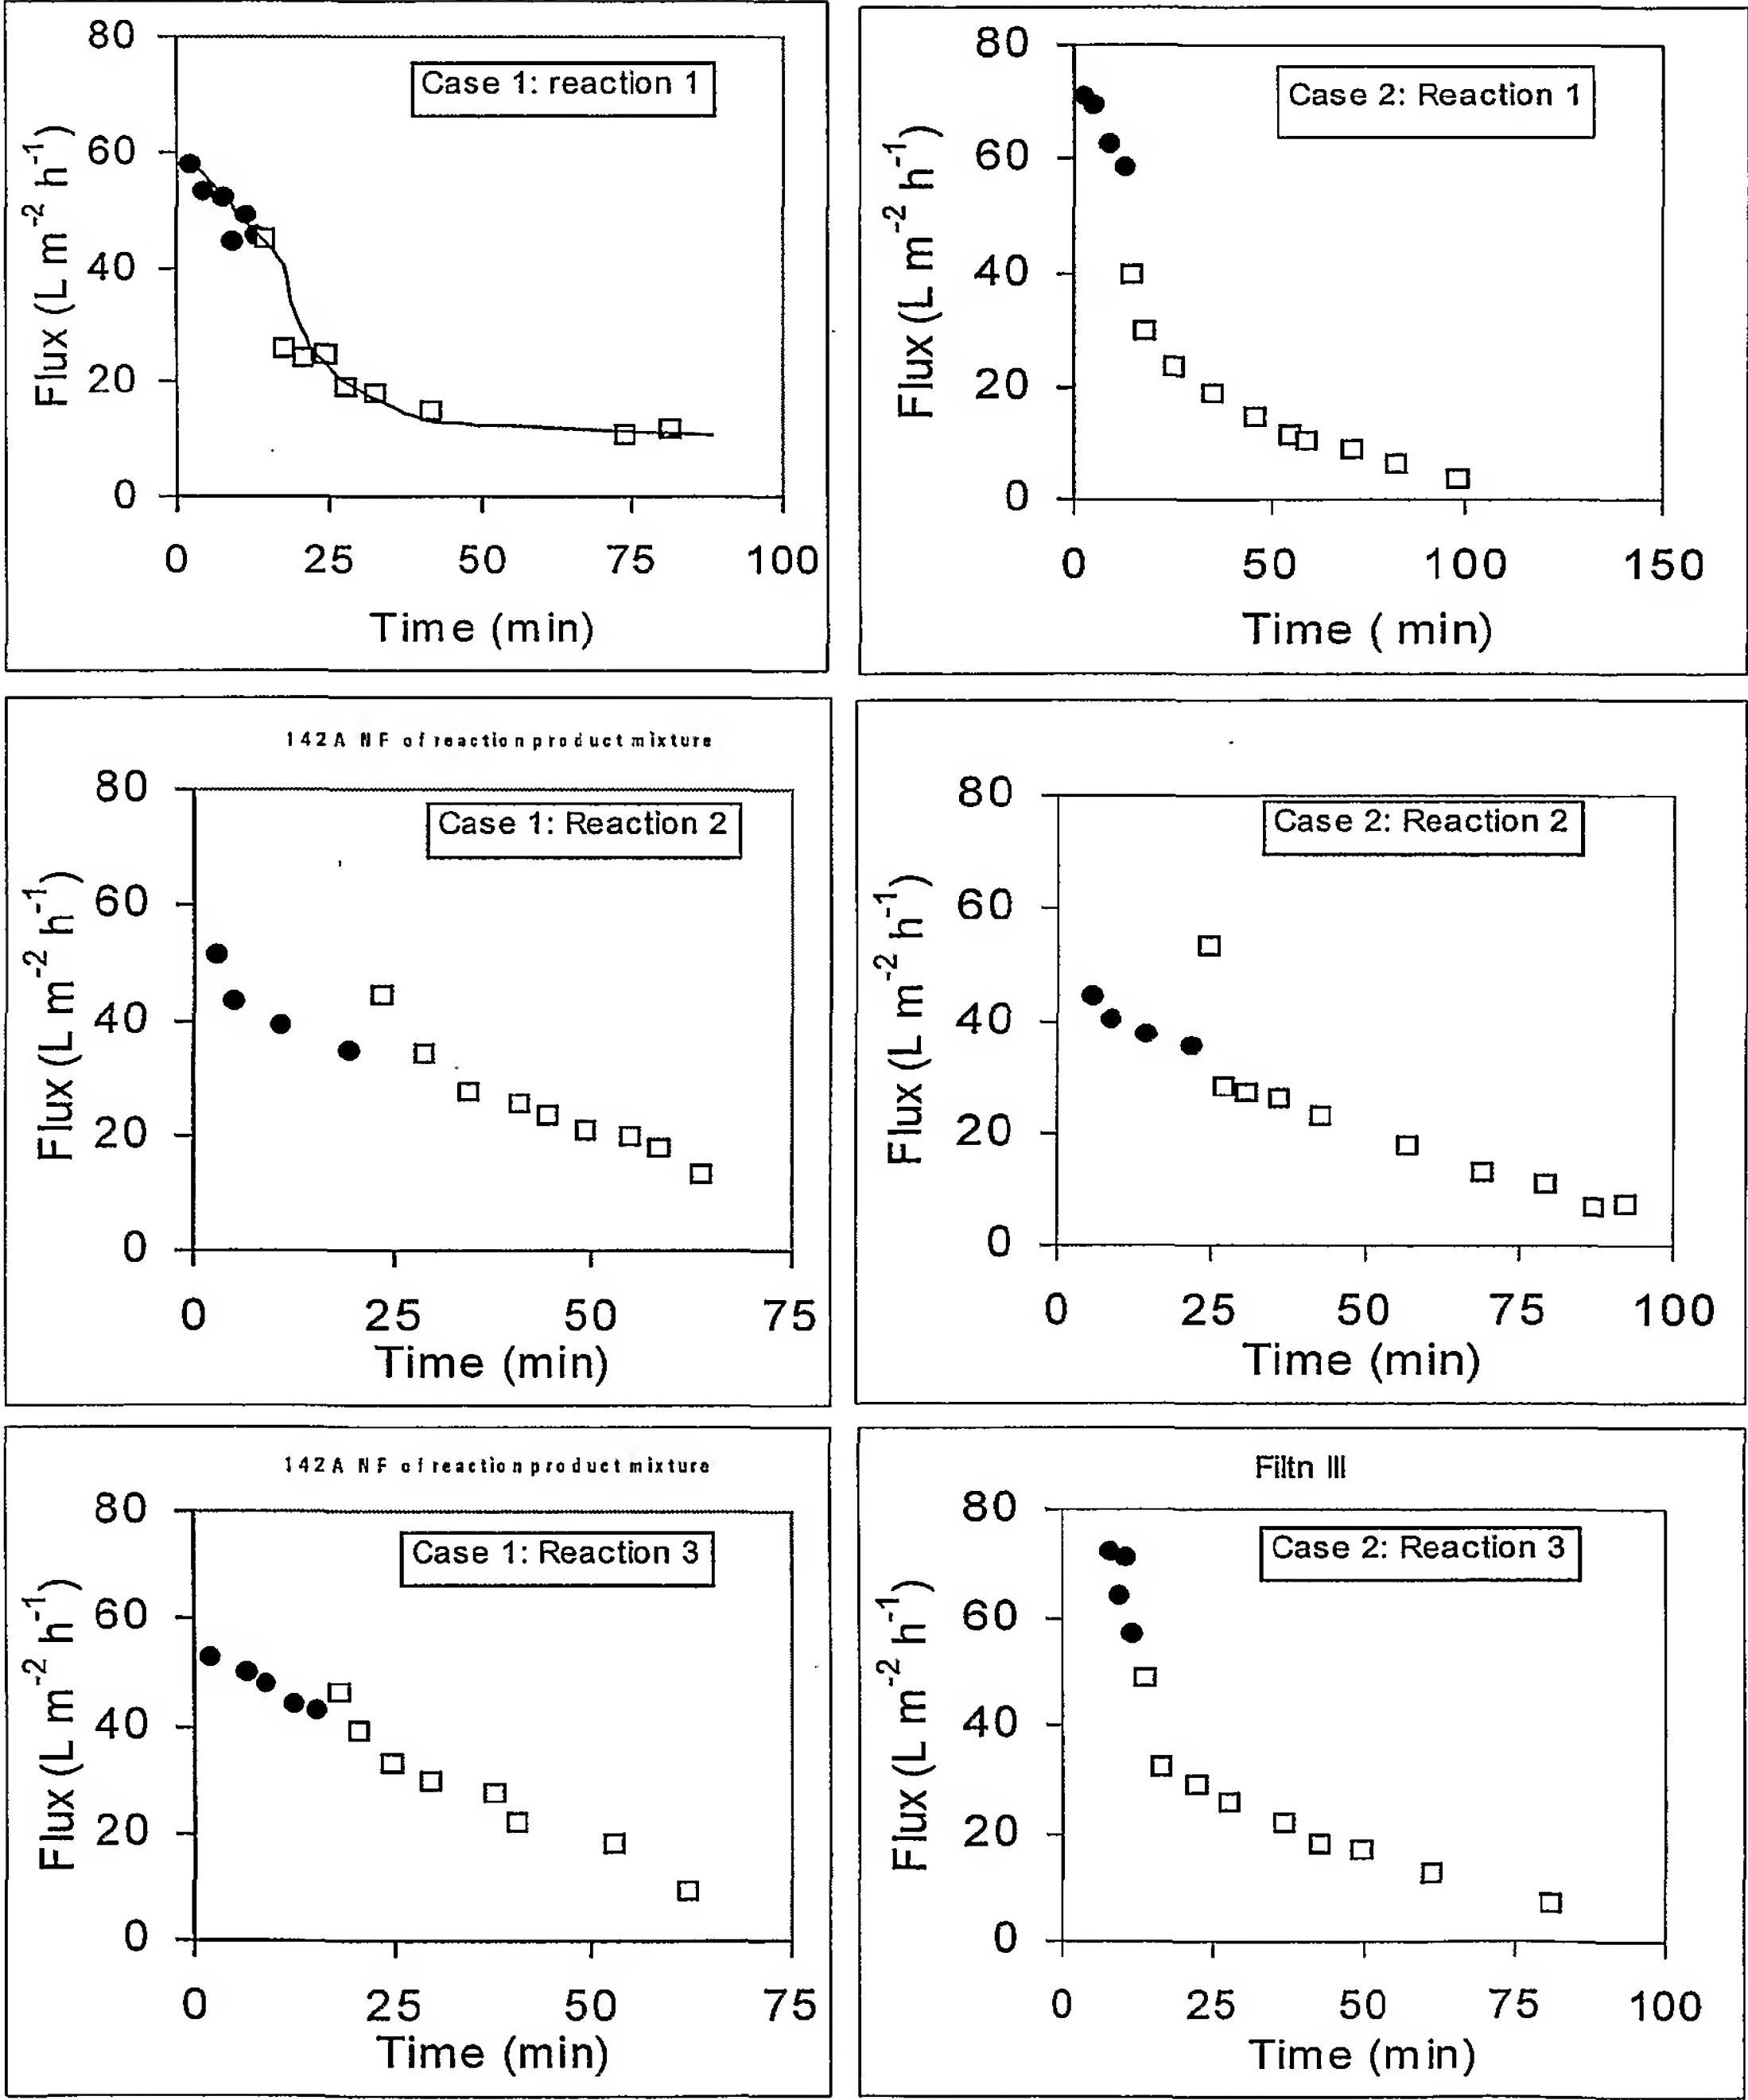 80
Case 1: reaction 1
60
40
20
0
0 25 50 75 100
Flux (L m⁻² h⁻¹)
Time (min)
80
Case 2: Reaction 1
60
40
20
0
0 50 100 150
Flux (L m⁻² h⁻¹)
Time ( min)
142A NF of reaction product mixture
80
Case 1: Reaction 2
60
40
20
0
0 25 50 75
Flux (L m⁻² h⁻¹)
Time (min)
80
Case 2: Reaction 2
60
40
20
0
0 25 50 75 100
Flux (L m⁻² h⁻¹)
Time (min)
142A NF of reaction product mixture
80
Case 1: Reaction 3
60
40
20
0
0 25 50 75
Flux (L m⁻² h⁻¹)
Time (min)
Filtn III
80
Case 2: Reaction 3
60
40
20
0
0 25 50 75 100
Flux (L m⁻² h⁻¹)
Time (min)